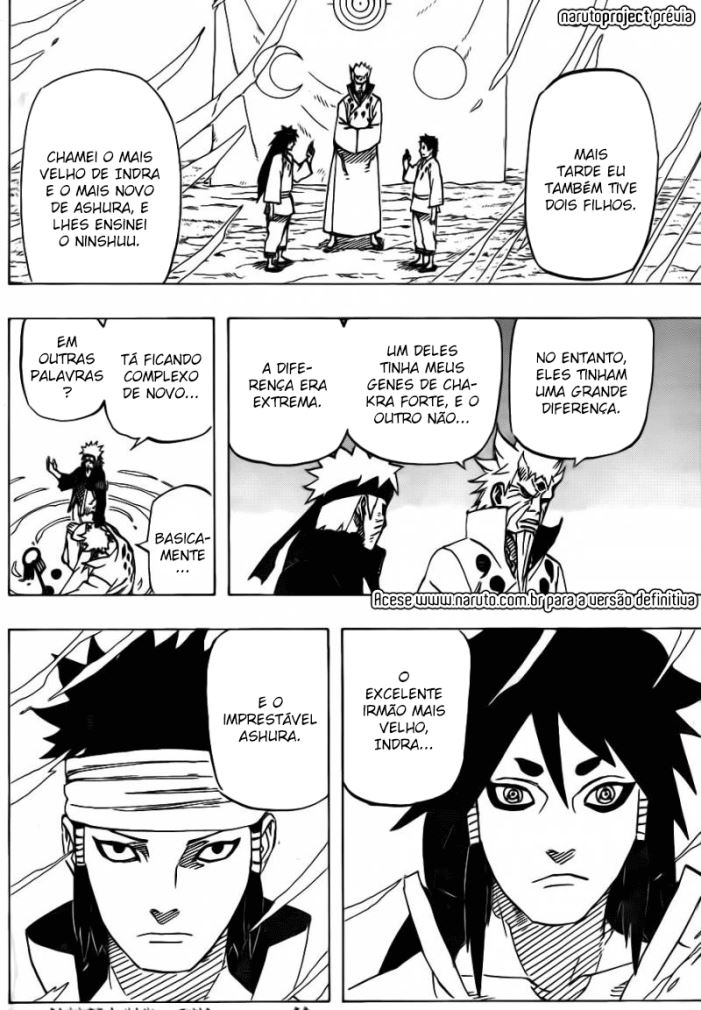 narutoproject prévia
MAIS
TARDE EU
TAMBÉM TIVE
DOIS FILHOS.
CHAMEI O MAIS
VELHO DE INDRA
E O MAIS NOVO
DE ASHURA, E
LHES ENSINEI
O NINSHUU.
NO ENTANTO,
ELES TINHAM
UMA GRANDE
DIFERENÇA.
UM DELES
TINHA MEUS
GENES DE CHA-
KRA FORTE, E O
OUTRO NÃO...
A DIFE-
RENÇA ERA
EXTREMA.
TÁ FICANDO
COMPLEXO
DE NOVO...
EM
OUTRAS
PALAVRAS
?
BASICA-
MENTE
...
Acese www.naruto.com.br para a versão definitiva
O
EXCELENTE
IRMÃO MAIS
VELHO,
INDRA...
E O
IMPRESTÁVEL
ASHURA.